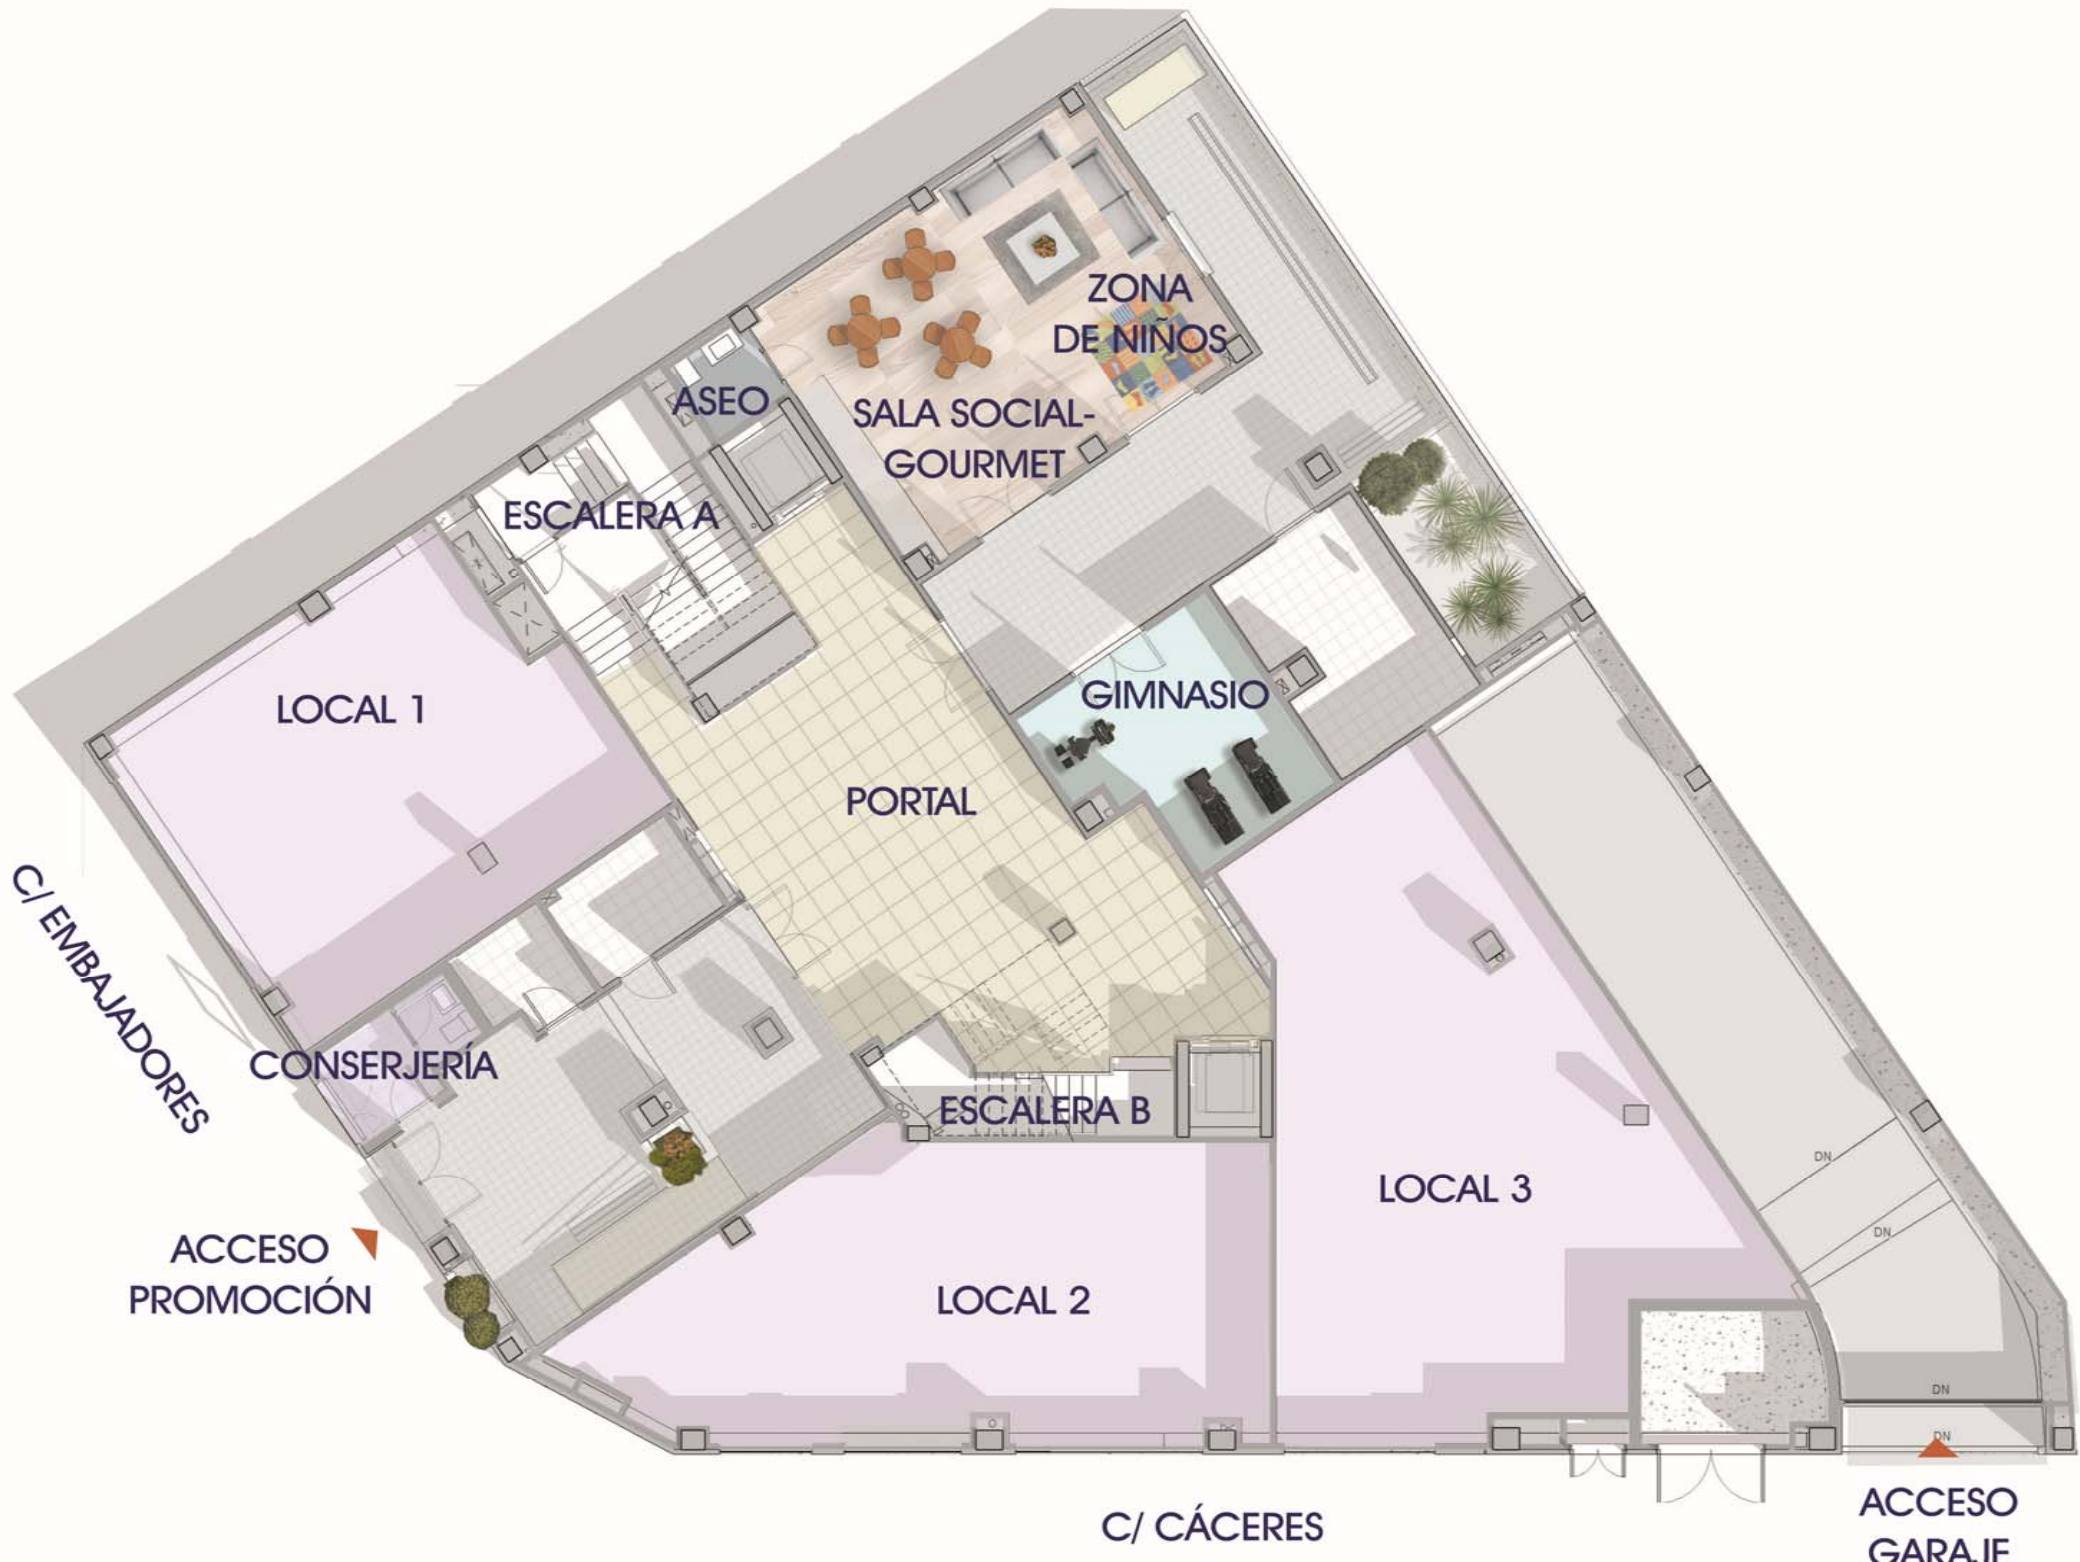 ZONA
DE NIÑOS
ASEO
SALA SOCIAL-
GOURMET
ESCALERA A
LOCAL 1
GIMNASIO
PORTAL
C/ EMBAJADORES
CONSERJERÍA
ESCALERA B
DN
LOCAL 3
DN
ACCESO
PROMOCIÓN
LOCAL 2
DN
DN
C/ CÁCERES
ACCESO
GARAJE